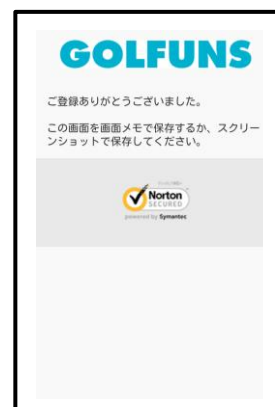 GOLFUNS
ご登録ありがとうございました。
この画面を画面メモで保存するか、スクリー
ンショットで保存してください。
Norton
SECURED
powered by Symantec